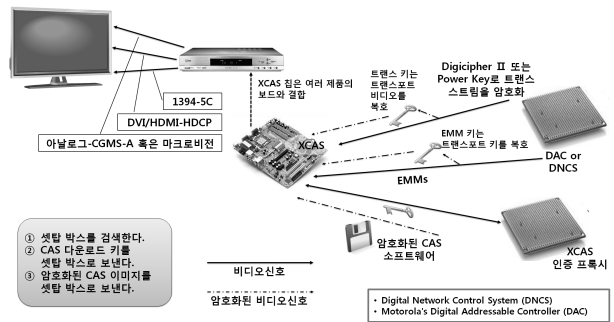 1394-5C
DVI/HDMI-HDCP
아날로그-CGMS-A 혹은 마크로비전
XCAS 칩은 여러 제품의
보드와 결합
XCAS
트랜스 키는
트랜스포트
비디오를
복호
Digicipher II 또는
Power Key로 트랜스
스트림을 암호화
EMM 키는
트랜스포트 키를 복호
DAC or
DNCS
EMMs
암호화된 CAS
소프트웨어
XCAS
인증 프록시
① 셋탑 박스를 검색한다.
② CAS 다운로드 키를
셋탑 박스로 보낸다.
③ 암호화된 CAS 이미지를
셋탑 박스로 보낸다.
비디오신호
암호화된 비디오신호
• Digital Network Control System (DNCS)
• Motorola's Digital Addressable Controller (DAC)